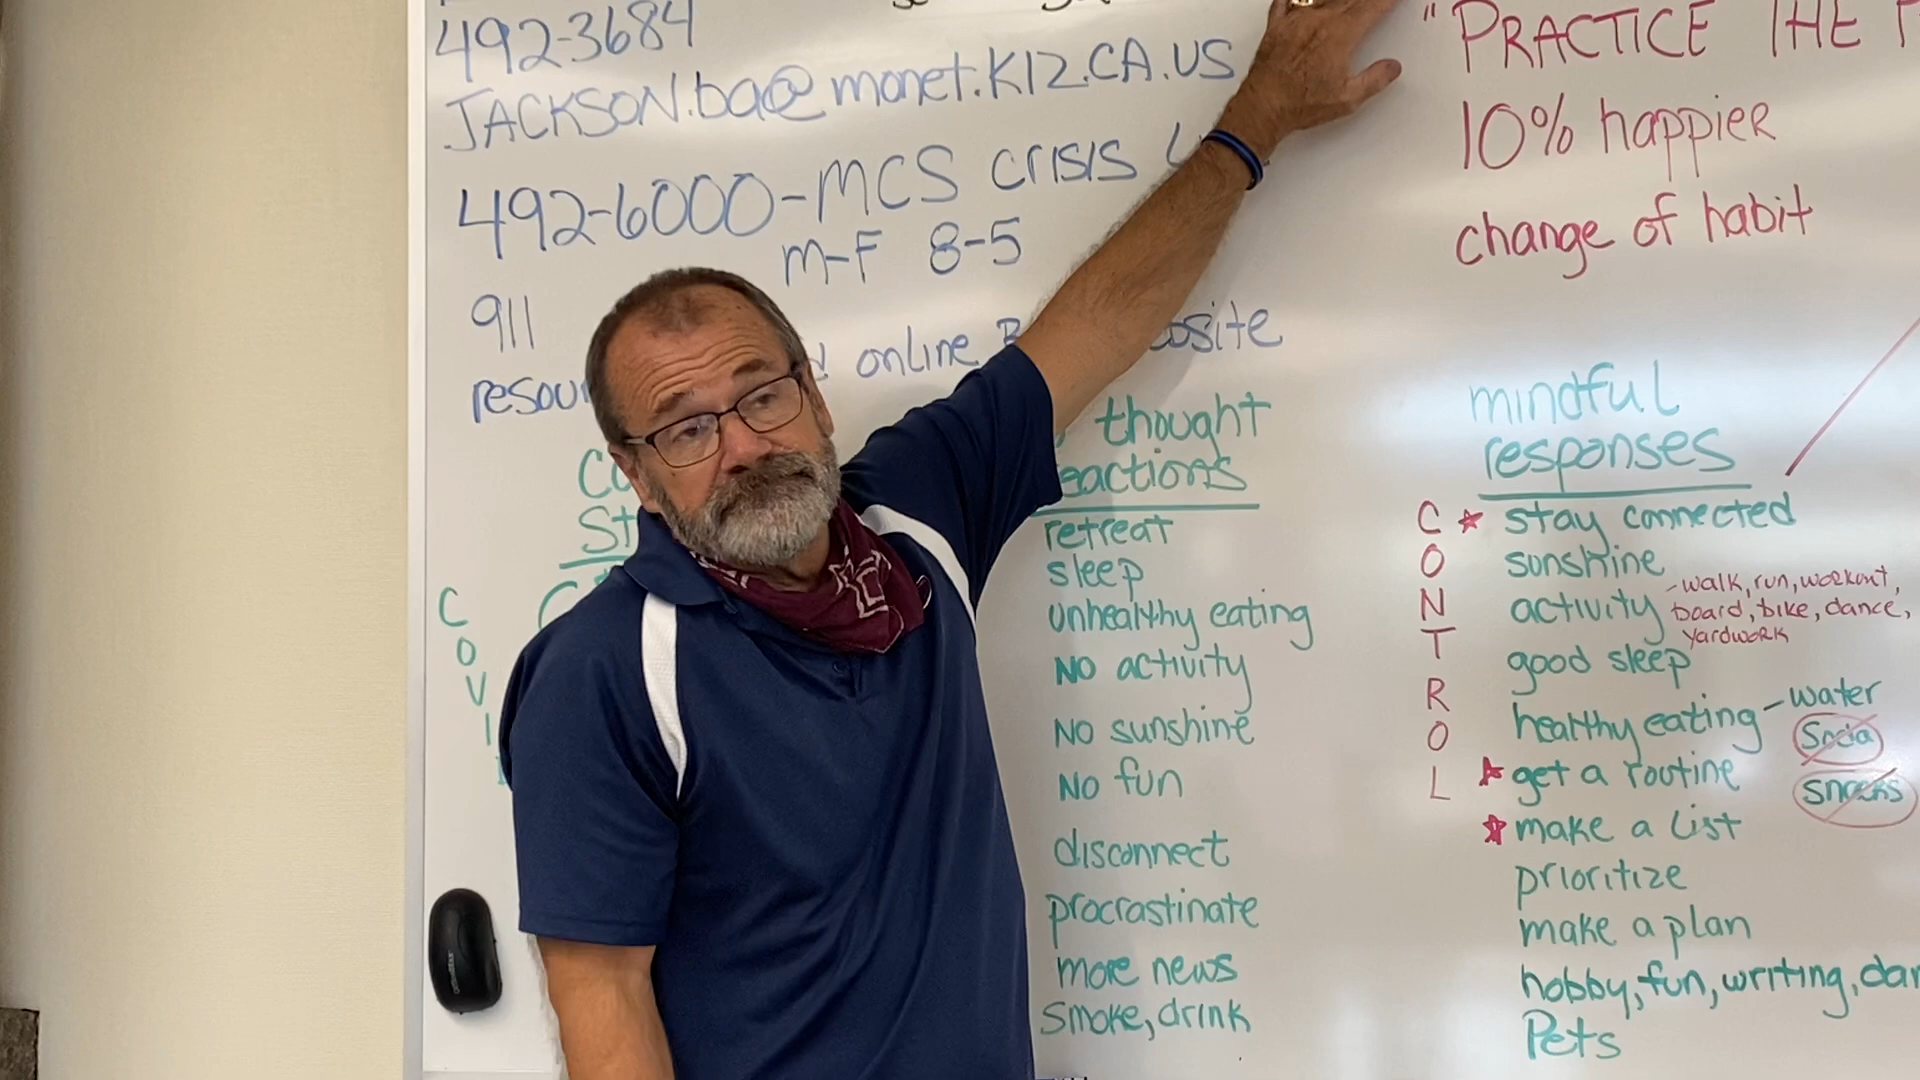 492-3684
JACKSON.ba@monet.K12.CA.US
492-6000-MCS crisis
M-F 8-5
911
online
thought
eactions
retreat
sleep
unhealthy eating
NO activity
NO sunshine
NO fun
disconnect
procrastinate
more news
smoke, drink
C
O
V
I
"PRACTICE THE
10% happier
change of habit
mindful
responses
C
O
N
T
R
O
L
stay connected
sunshine
activity -walk, run, workout,
board, bike, dance,
yardwork
good sleep
healthy eating - water
Soda
get a routine
snacks
make a list
prioritize
make a plan
hobby, fun, writing,
Pets